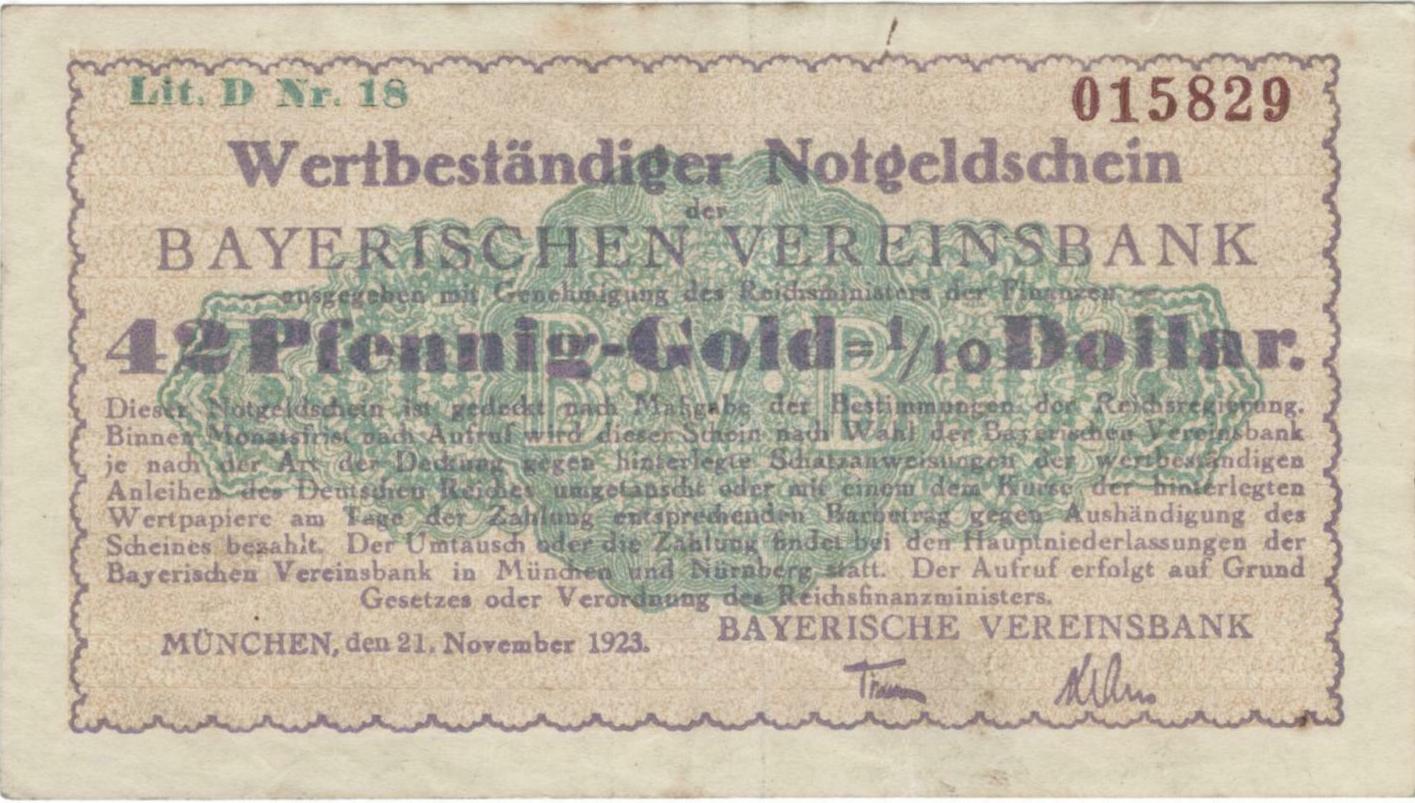 Lit. D Nr. 18
015829
Wertbeständiger Notgeldschein
der
BAYERISCHEN VEREINSBANK
— ausgegeben mit Genehmigung des Reichsministers der Finanzen —
42 Pfennig-Gold = 1/10 Dollar.
B·V·B
Dieser Notgeldschein ist gedeckt nach Maßgabe der Bestimmungen der Reichsregierung.
Binnen Monatsfrist nach Aufruf wird dieser Schein nach Wahl der Bayerischen Vereinsbank
je nach der Art der Deckung gegen hinterlegte Schatzanweisungen der wertbeständigen
Anleihen des Deutschen Reiches umgetauscht oder mit einem dem Kurse der hinterlegten
Wertpapiere am Tage der Zahlung entsprechenden Barbetrag gegen Aushändigung des
Scheines bezahlt. Der Umtausch oder die Zahlung findet bei den Hauptniederlassungen der
Bayerischen Vereinsbank in München und Nürnberg statt. Der Aufruf erfolgt auf Grund
Gesetzes oder Verordnung des Reichsfinanzministers.
MÜNCHEN, den 21. November 1923.
BAYERISCHE VEREINSBANK